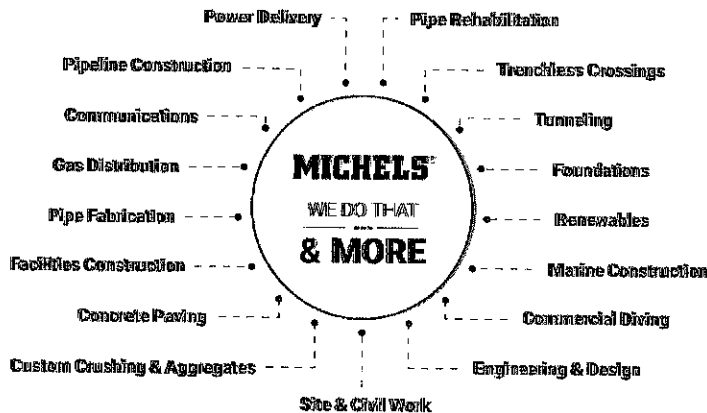 Power Delivery
Pipe Rehabilitation
Pipeline Construction
Trenchless Crossings
Communications
Tunneling
Gas Distribution
Foundations
Pipe Fabrication
Renewables
Facilities Construction
Marine Construction
Concrete Paving
Commercial Diving
Custom Crushing & Aggregates
Engineering & Design
Site & Civil Work
MICHELS®
WE DO THAT
& MORE